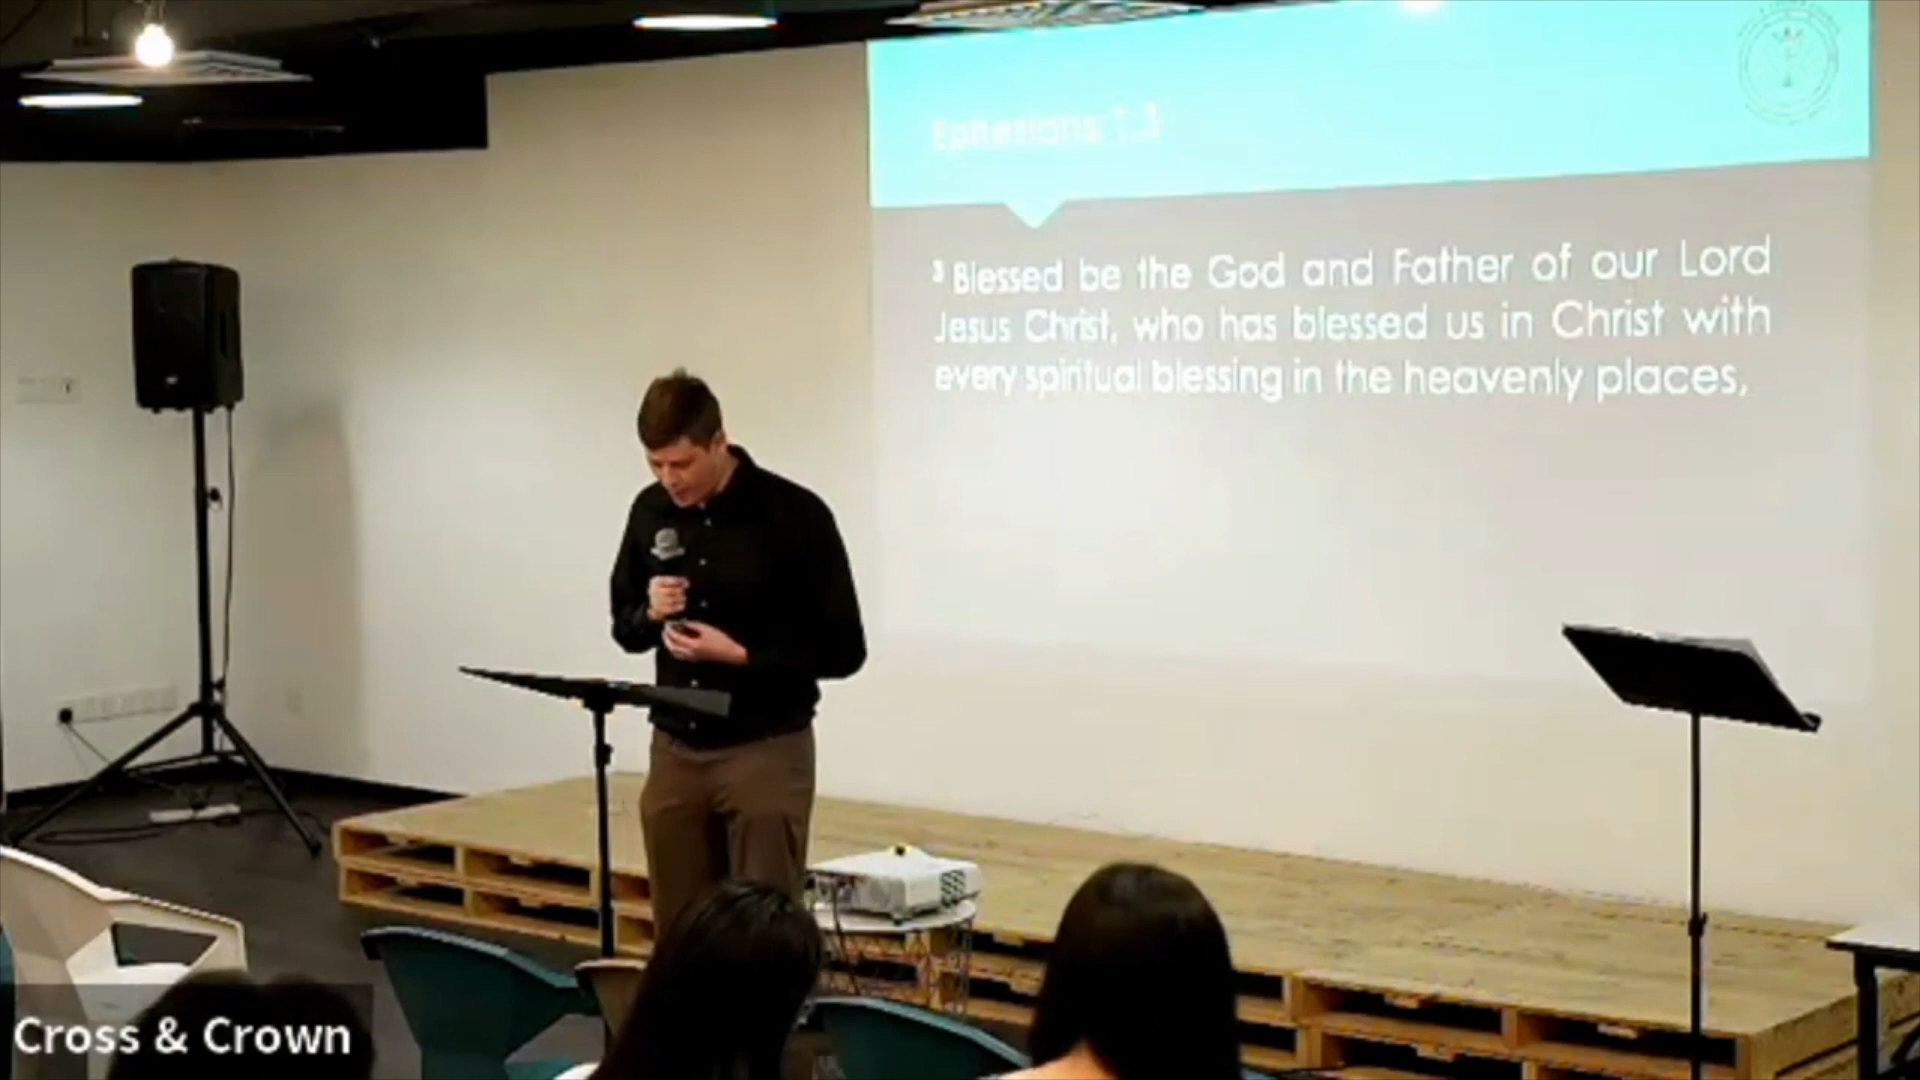 Ephesians 1.3
3 Blessed be the God and Father of our Lord
Jesus Christ, who has blessed us in Christ with
every spiritual blessing in the heavenly places,
Cross & Crown